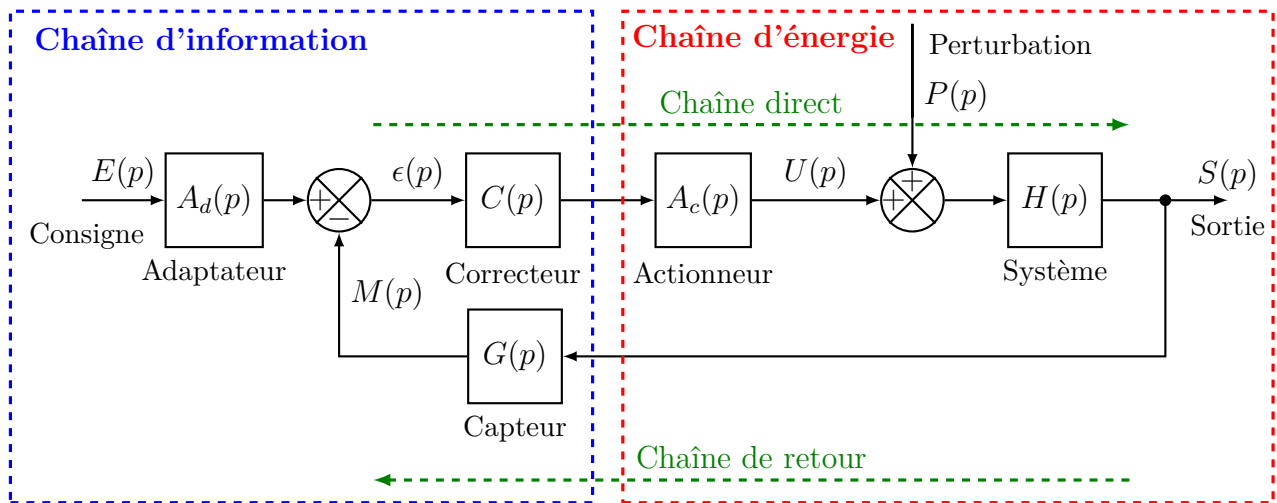 Chaîne d'information
Chaîne d'énergie
Perturbation
P(p)
Chaîne direct
E(p)
Consigne
A_d(p)
Adaptateur
+
−
ϵ(p)
C(p)
Correcteur
A_c(p)
Actionneur
U(p)
+
+
H(p)
Système
S(p)
Sortie
M(p)
G(p)
Capteur
Chaîne de retour